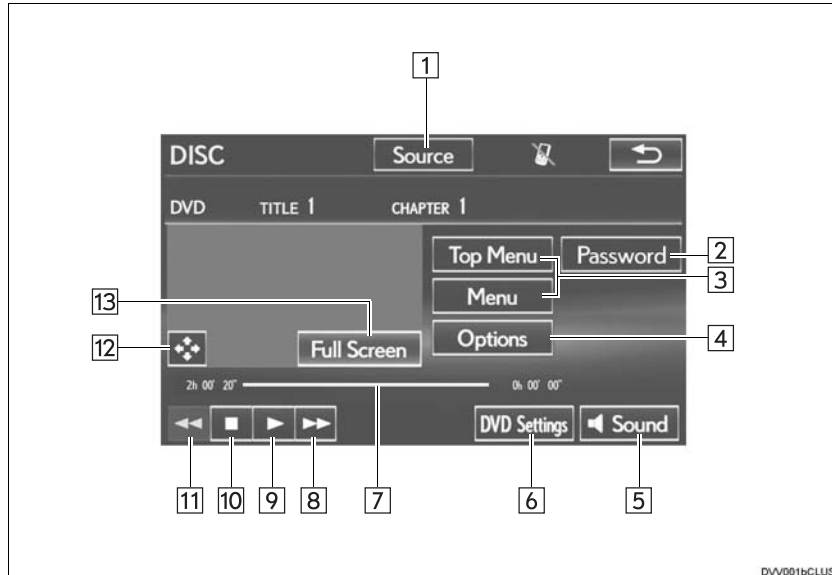 1
DISC Source
DVD TITLE 1 CHAPTER 1
Top Menu Password 2
3
Menu
13
Options 4
12 Full Screen
2h 00' 20" 0h 00' 00"
DVD Settings Sound
11 10 9 8 7 6 5
DVV001bCLUS